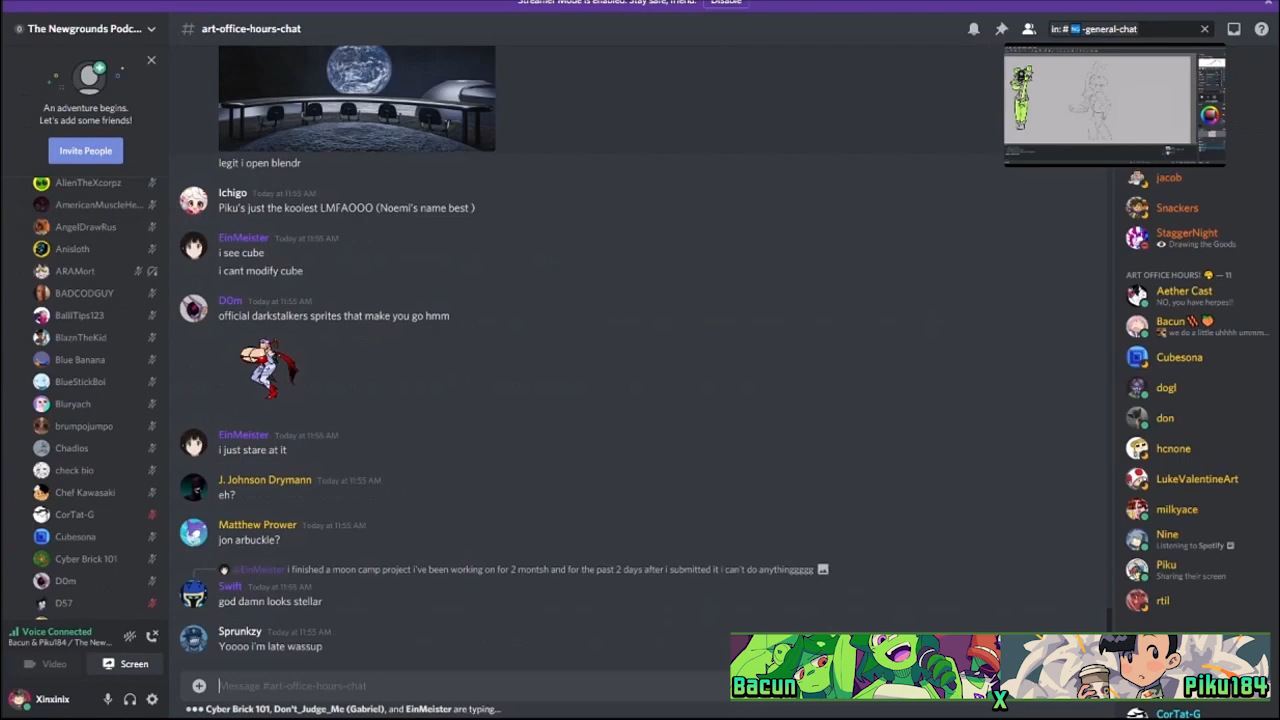 Streamer Mode is enabled. Stay safe, friend.
Disable
The Newgrounds Podc...
An adventure begins.
Let's add some friends!
Invite People
AlienTheXcorpz
AmericanMuscleHe...
AngelDrawRus
Anisloth
ARAMort
BADCODGUY
BallllTips123
BlaznTheKid
Blue Banana
BlueStickBoi
Bluryach
brumpojumpo
Chadios
check bio
Chef Kawasaki
CorTat-G
Cubesona
Cyber Brick 101
D0m
D57
Voice Connected
Bacun & Piku184 / The New...
Video
Screen
Xinxinix
# art-office-hours-chat
in: # NG -general-chat
legit i open blendr
Ichigo Today at 11:55 AM
Piku's just the koolest LMFAOOO (Noemi's name best )
EinMeister Today at 11:55 AM
i see cube
i cant modify cube
D0m Today at 11:55 AM
official darkstalkers sprites that make you go hmm
EinMeister Today at 11:55 AM
i just stare at it
J. Johnson Drymann Today at 11:55 AM
eh?
Matthew Prower Today at 11:55 AM
jon arbuckle?
@EinMeister i finished a moon camp project i've been working on for 2 montsh and for the past 2 days after i submitted it i can't do anythingggggg
Swift Today at 11:55 AM
god damn looks stellar
Sprunkzy Today at 11:55 AM
Yoooo i'm late wassup
Message #art-office-hours-chat
Cyber Brick 101, Don't_Judge_Me (Gabriel), and EinMeister are typing...
jacob
Snackers
StaggerNight
Drawing the Goods
ART OFFICE HOURS! — 11
Aether Cast
NO, you have herpes!!
Bacun
we do a little uhhh ummm...
Cubesona
dogl
don
hcnone
LukeValentineArt
milkyace
Nine
Listening to Spotify
Piku
Sharing their screen
rtil
Bacun
X
Piku184
CorTat-G